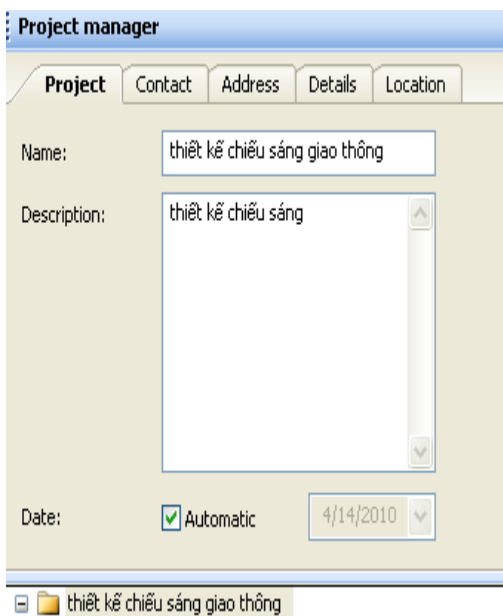 Project manager
Project Contact Address Details Location
Name: thiết kế chiếu sáng giao thông
Description: thiết kế chiếu sáng
Date: Automatic 4/14/2010
thiết kế chiếu sáng giao thông